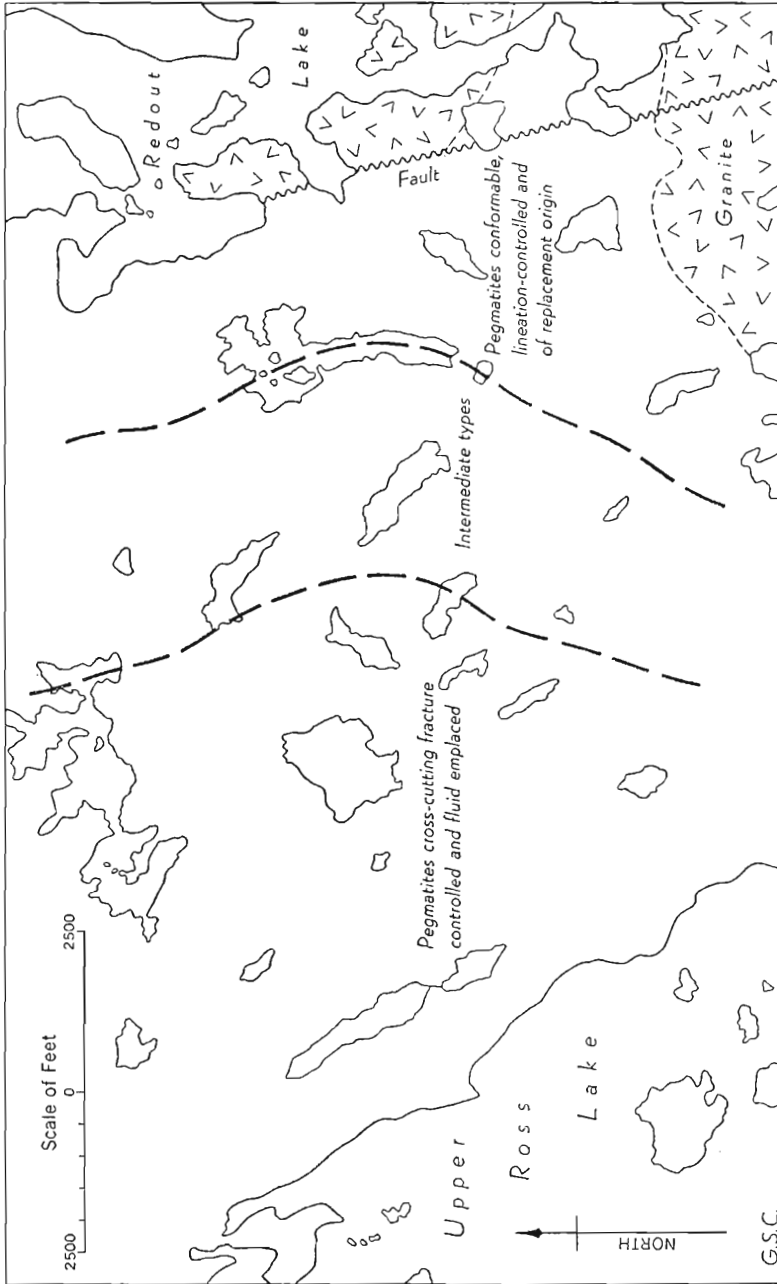 Scale of Feet
2500 0 2500
Redout
Lake
Fault
Pegmatites conformable,
lineation-controlled and
of replacement origin
Granite
Intermediate types
Pegmatites cross-cutting fracture
controlled and fluid emplaced
Upper
Ross
Lake
NORTH
G.S.C.